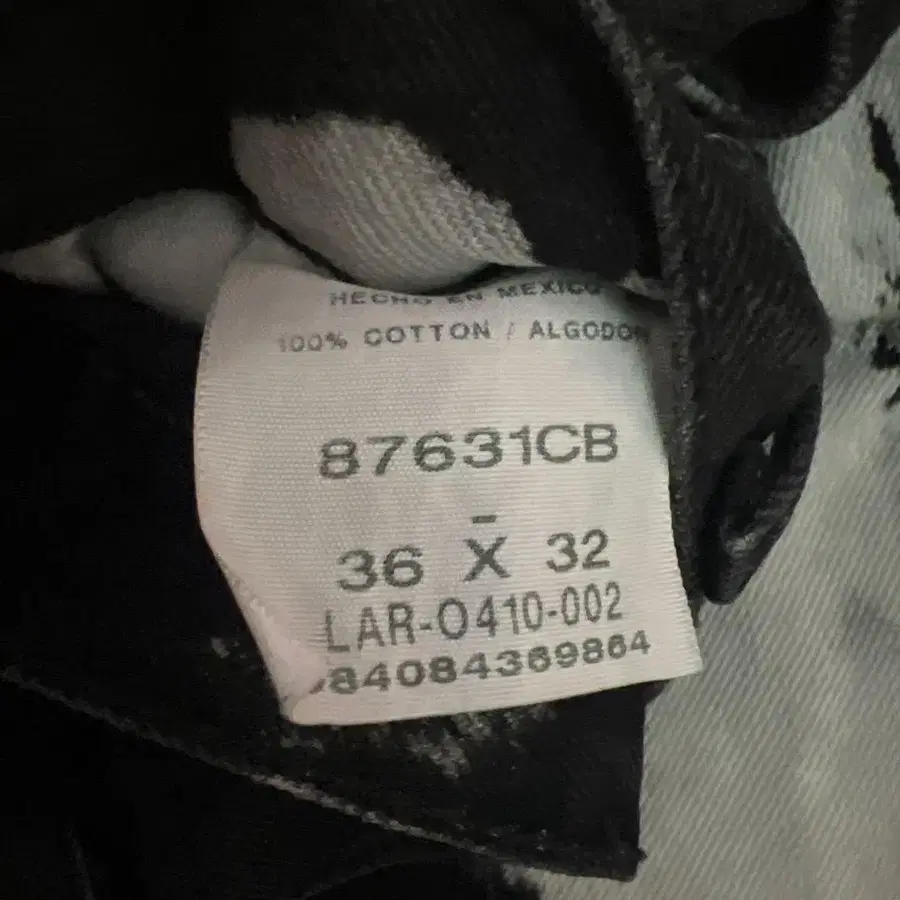 HECHO EN MEXICO
100% COTTON / ALGODON
87631CB
36 X 32
LAR-0410-002
84084369864